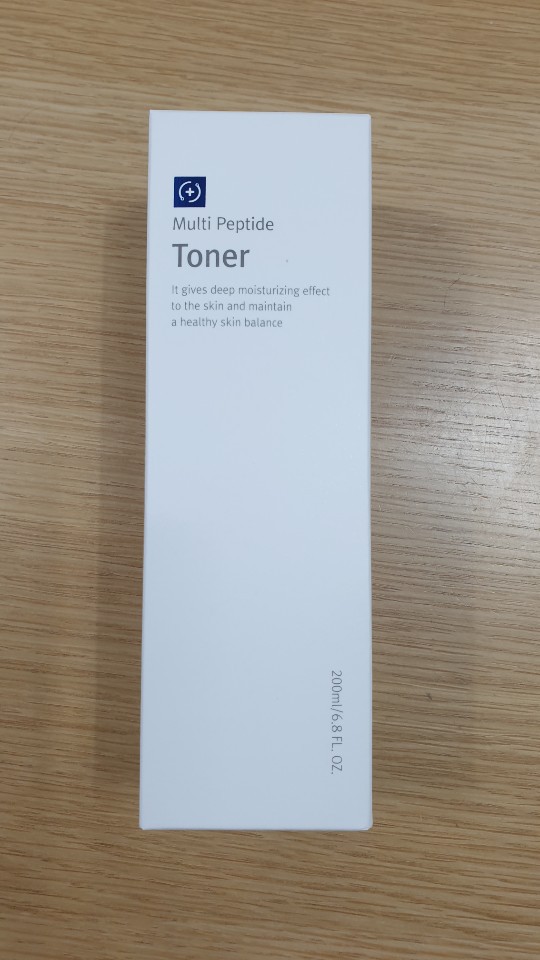 Multi Peptide
Toner
It gives deep moisturizing effect
to the skin and maintain
a healthy skin balance
200ml/6.8 FL. OZ.